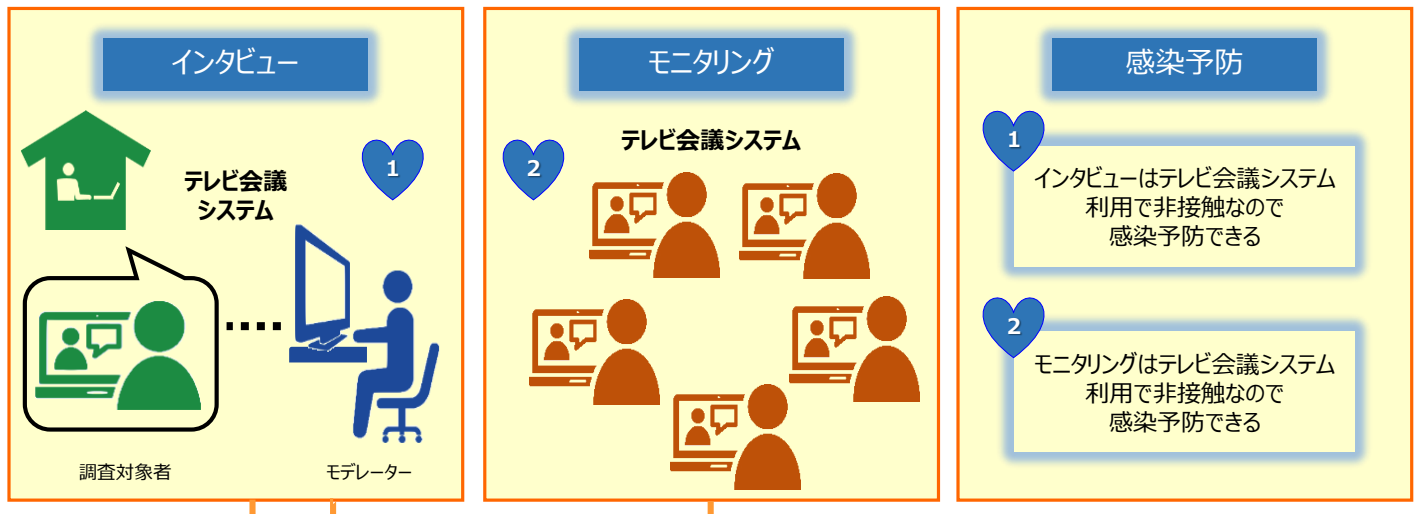 インタビュー
テレビ会議
システム
1
調査対象者
モデレーター
モニタリング
テレビ会議システム
2
感染予防
1
インタビューはテレビ会議システム
利用で非接触なので
感染予防できる
2
モニタリングはテレビ会議システム
利用で非接触なので
感染予防できる